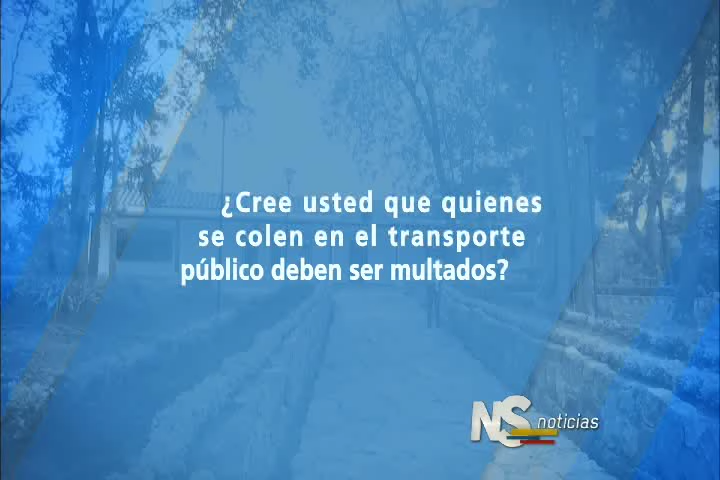 ¿Cree usted que quienes
se colen en el transporte
público deben ser multados?
NS noticias